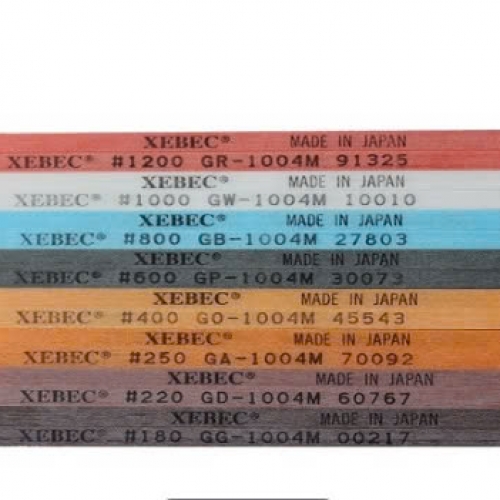 XEBEC® MADE IN JAPAN
XEBEC® #1200 GR-1004M 91325
XEBEC® MADE IN JAPAN
XEBEC® #1000 GW-1004M 10010
XEBEC® MADE IN JAPAN
XEBEC® #800 GB-1004M 27803
XEBEC® MADE IN JAPAN
XEBEC® #600 GP-1004M 30073
XEBEC® MADE IN JAPAN
XEBEC® #400 GO-1004M 45543
XEBEC® MADE IN JAPAN
XEBEC® #250 GA-1004M 70092
XEBEC® MADE IN JAPAN
XEBEC® #220 GD-1004M 60767
XEBEC® MADE IN JAPAN
XEBEC® #180 GG-1004M 00217